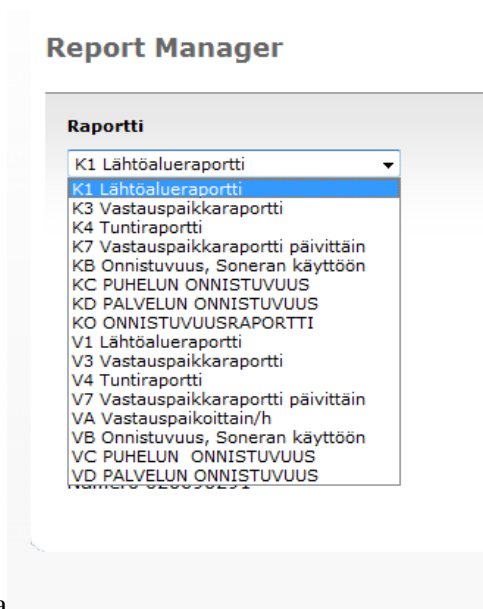 Report Manager
Raportti
K1 Lähtöalueraportti
K1 Lähtöalueraportti
K3 Vastauspaikkaraportti
K4 Tuntiraportti
K7 Vastauspaikkaraportti päivittäin
KB Onnistuvuus, Soneran käyttöön
KC PUHELUN ONNISTUVUUS
KD PALVELUN ONNISTUVUUS
KO ONNISTUVUUSRAPORTTI
V1 Lähtöalueraportti
V3 Vastauspaikkaraportti
V4 Tuntiraportti
V7 Vastauspaikkaraportti päivittäin
VA Vastauspaikoittain/h
VB Onnistuvuus, Soneran käyttöön
VC PUHELUN  ONNISTUVUUS
VD PALVELUN ONNISTUVUUS